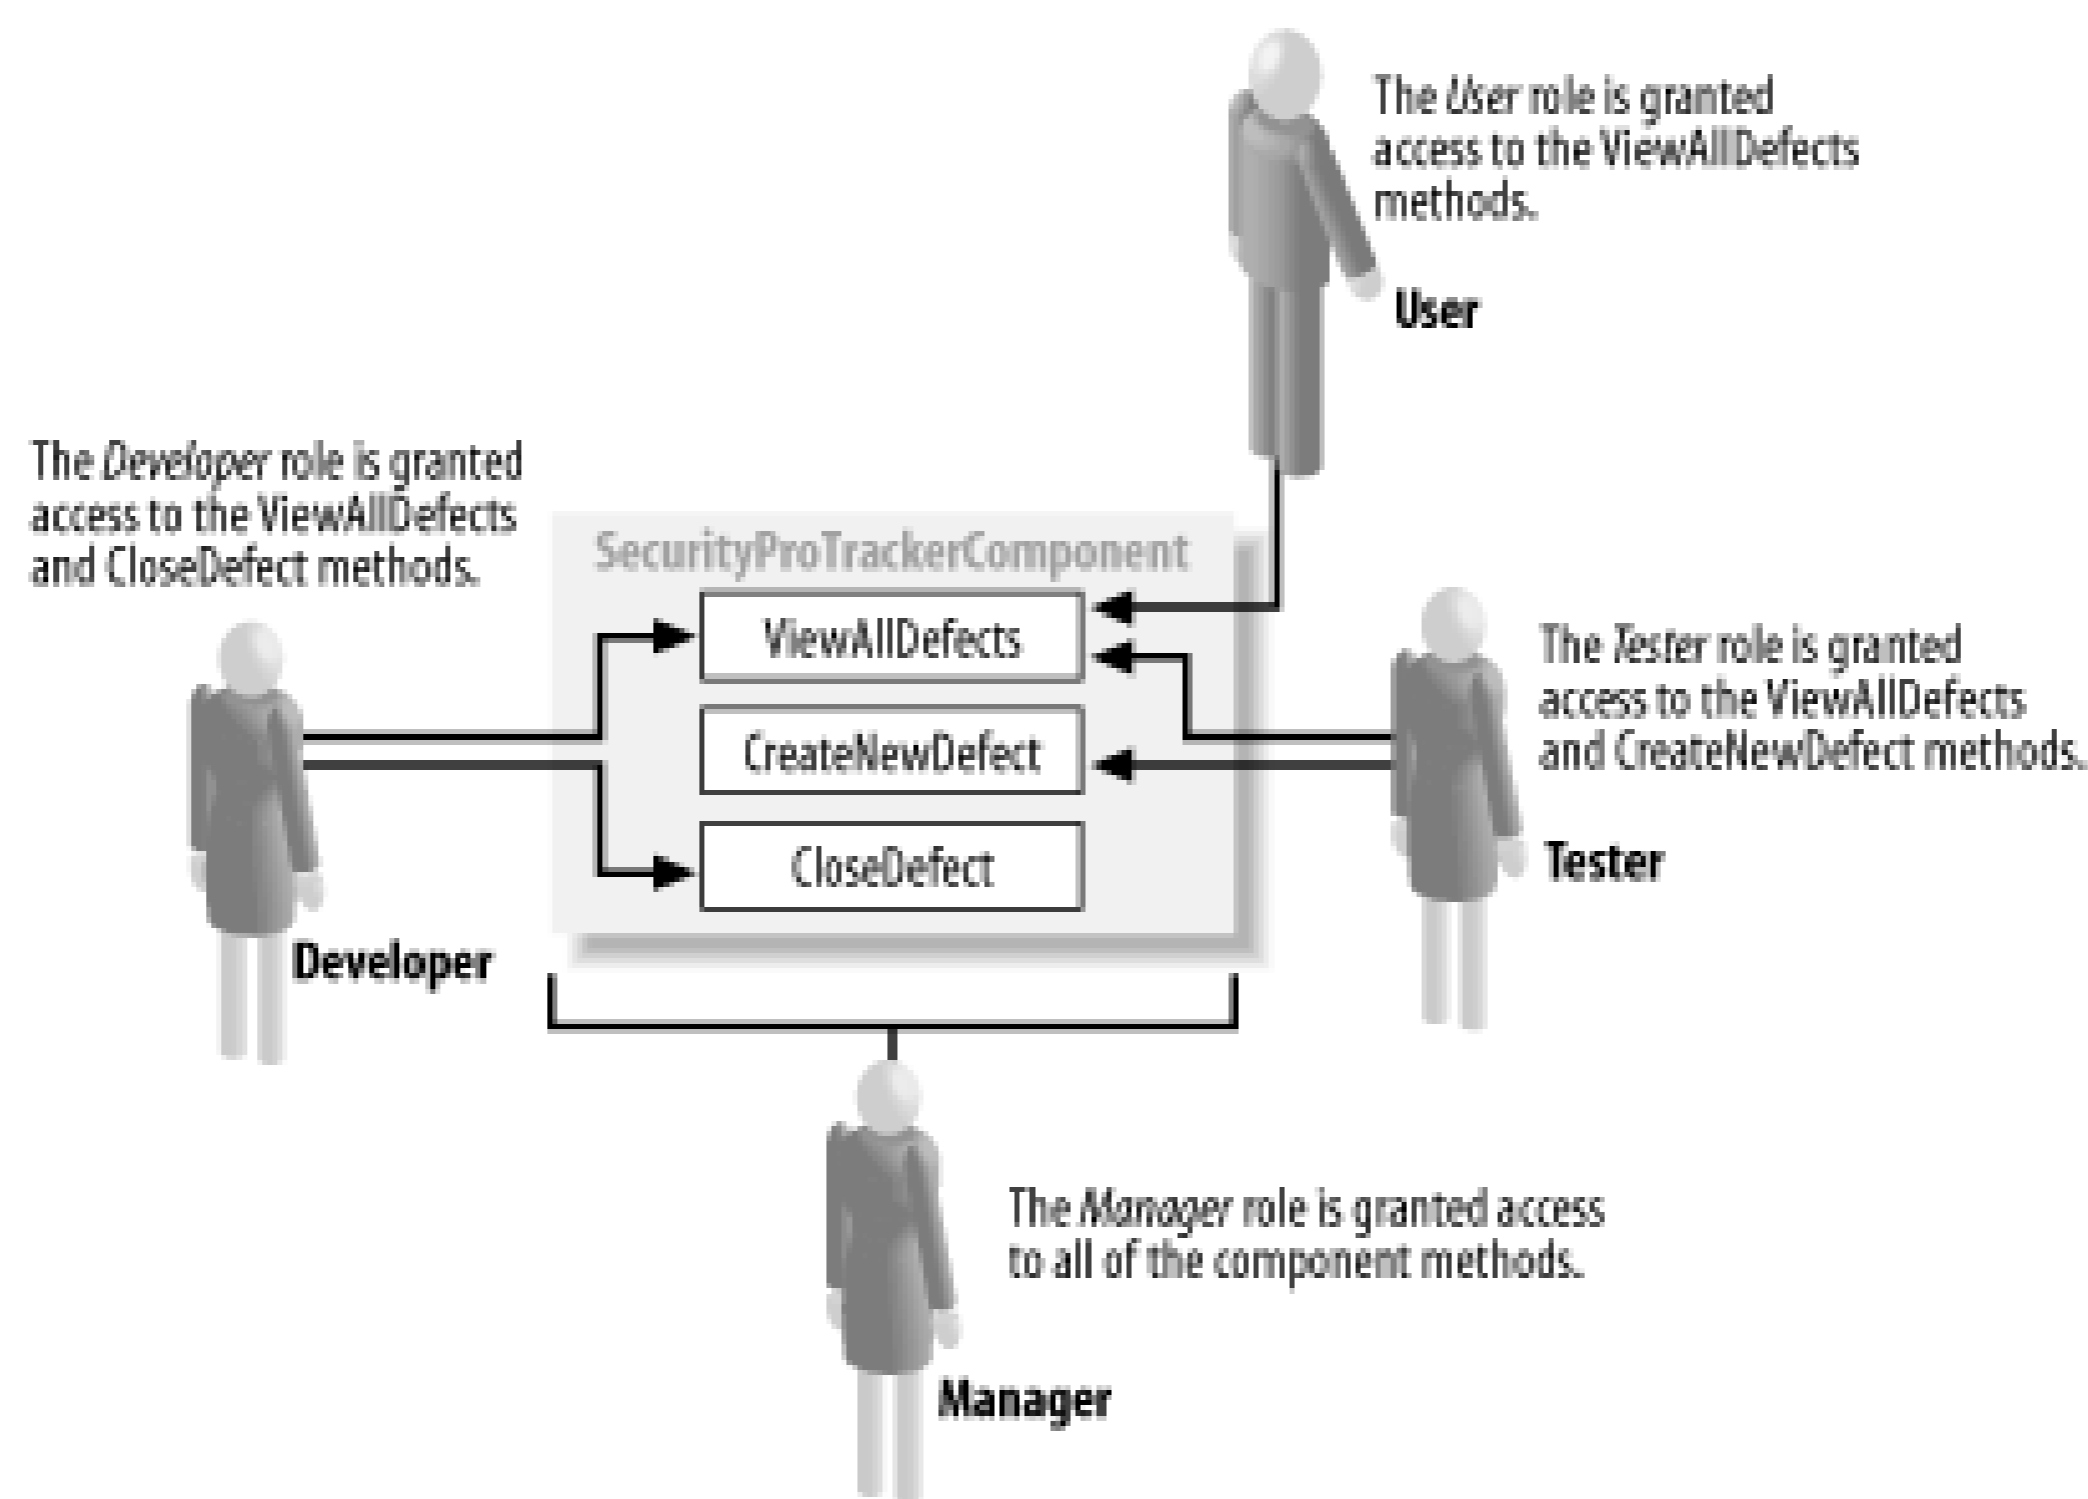 The User role is granted
access to the ViewAllDefects
methods.
User
The Developer role is granted
access to the ViewAllDefects
and CloseDefect methods.
Developer
SecurityProTrackerComponent
ViewAllDefects
CreateNewDefect
CloseDefect
The Tester role is granted
access to the ViewAllDefects
and CreateNewDefect methods.
Tester
The Manager role is granted access
to all of the component methods.
Manager